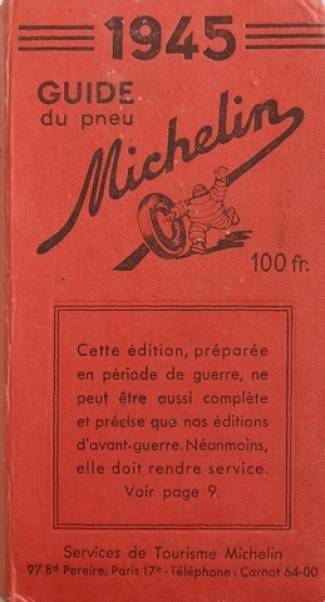 1945
GUIDE
du pneu
Michelin
100 fr.
Cette édition, préparée
en période de guerre, ne
peut être aussi complète
et précise que nos éditions
d'avant-guerre. Néanmoins,
elle doit rendre service.
Voir page 9.
Services de Tourisme Michelin
97 Bd Pereire, Paris 17e - Téléphone : Carnot 64-00